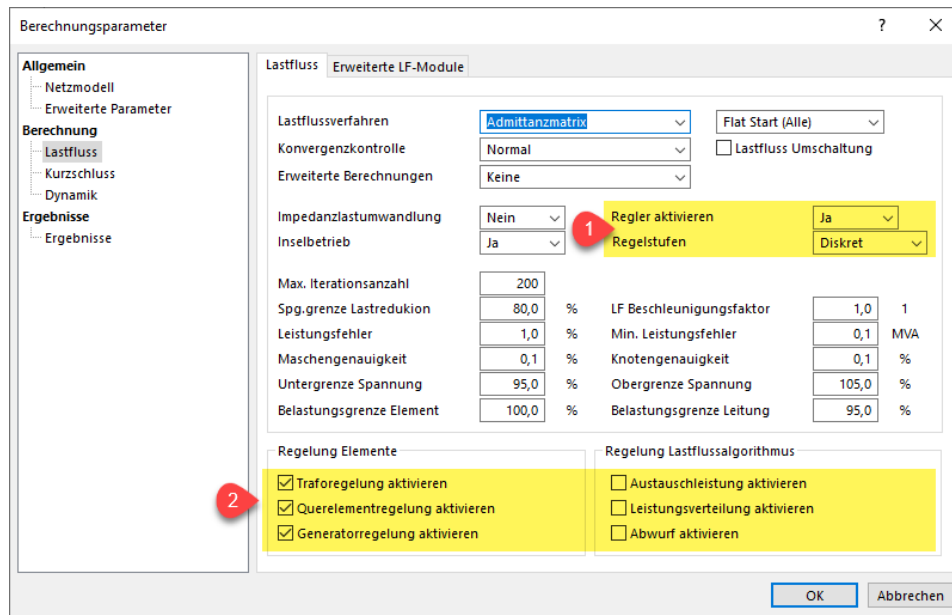 Berechnungsparameter ? ×
Allgemein
Netzmodell
Erweiterte Parameter
Berechnung
Lastfluss
Kurzschluss
Dynamik
Ergebnisse
Ergebnisse
Lastfluss Erweiterte LF-Module
Lastflussverfahren Admittanzmatrix Flat Start (Alle)
Konvergenzkontrolle Normal Lastfluss Umschaltung
Erweiterte Berechnungen Keine
Impedanzlastumwandlung Nein 1 Regler aktivieren Ja
Inselbetrieb Ja Regelstufen Diskret
Max. Iterationsanzahl 200
Spg.grenze Lastredukion 80,0 % LF Beschleunigungsfaktor 1,0 1
Leistungsfehler 1,0 % Min. Leistungsfehler 0,1 MVA
Maschengenauigkeit 0,1 % Knotengenauigkeit 0,1 %
Untergrenze Spannung 95,0 % Obergrenze Spannung 105,0 %
Belastungsgrenze Element 100,0 % Belastungsgrenze Leitung 95,0 %
Regelung Elemente
2
Traforegelung aktivieren
Querelementregelung aktivieren
Generatorregelung aktivieren
Regelung Lastflussalgorithmus
Austauschleistung aktivieren
Leistungsverteilung aktivieren
Abwurf aktivieren
OK Abbrechen